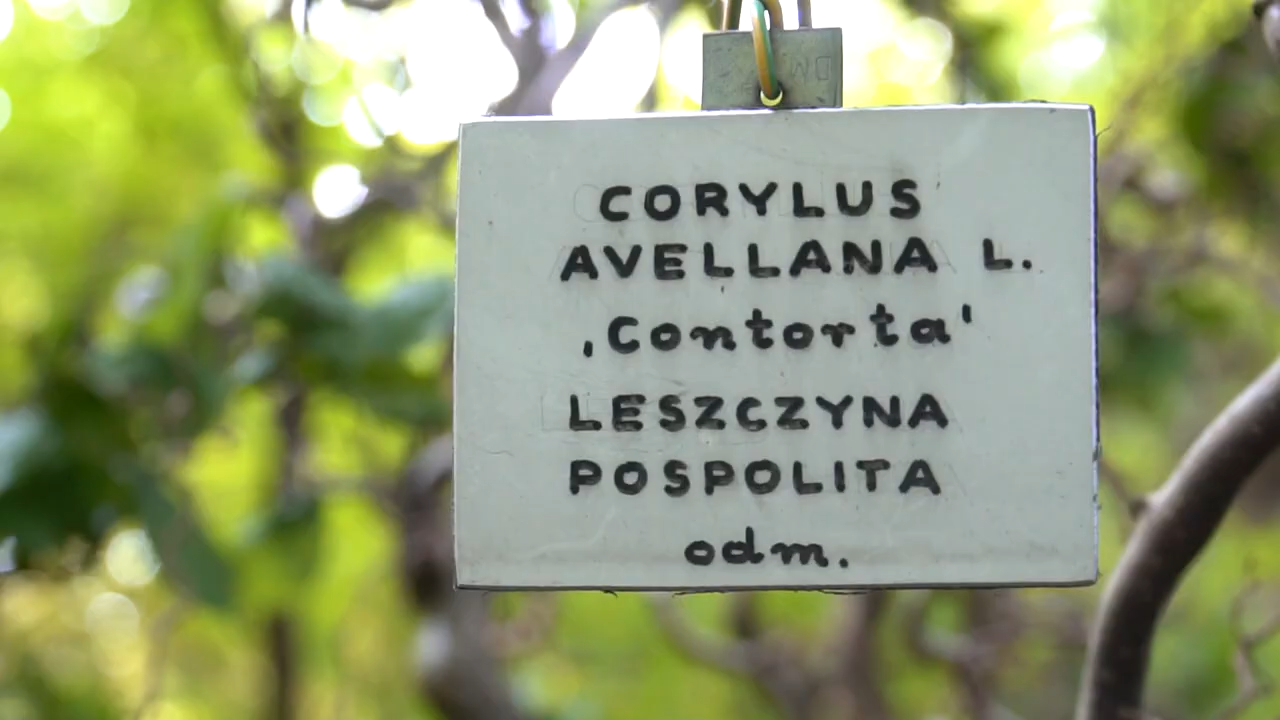 CORYLUS
AVELLANA L.
,Contorta'
LESZCZYNA
POSPOLITA
odm.